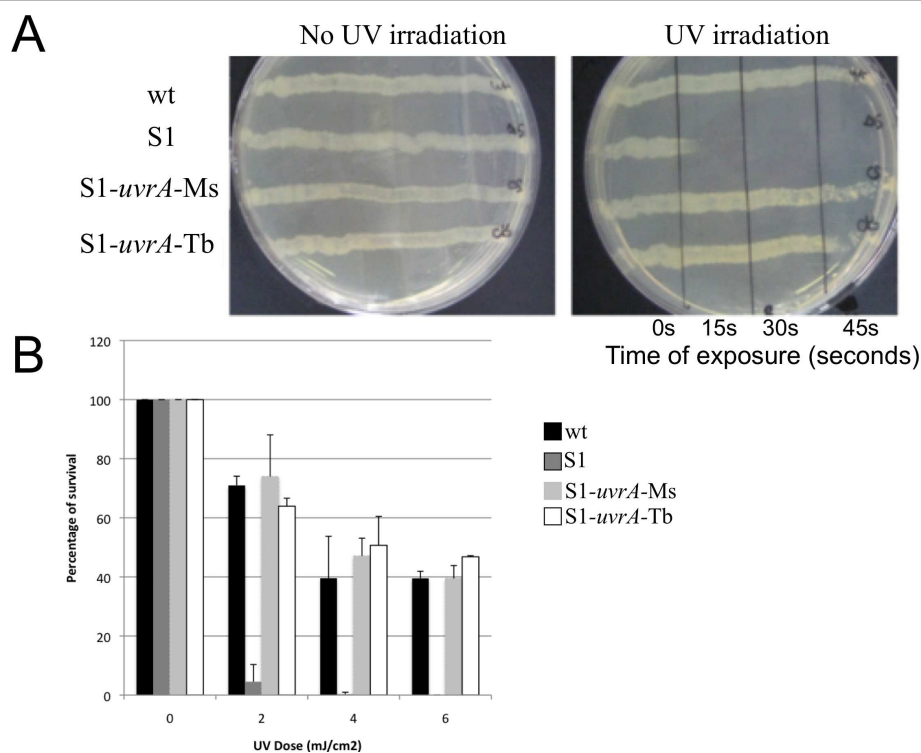 A
No UV irradiation
UV irradiation
wt
S1
S1-uvrA-Ms
S1-uvrA-Tb
0s 15s 30s 45s
Time of exposure (seconds)
B
120
100
80
60
40
20
0
Percentage of survival
0 2 4 6
UV Dose (mJ/cm2)
wt
S1
S1-uvrA-Ms
S1-uvrA-Tb